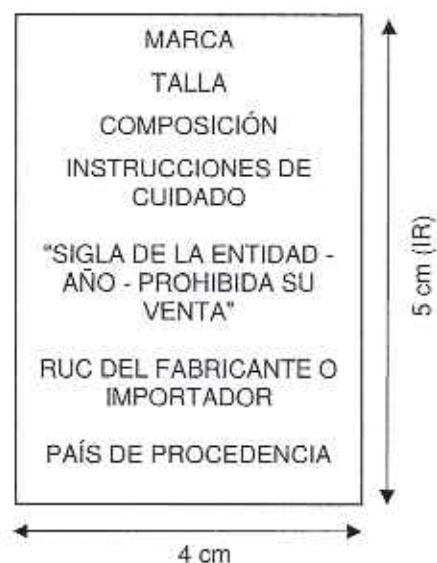 MARCA
TALLA
COMPOSICIÓN
INSTRUCCIONES DE
CUIDADO
"SIGLA DE LA ENTIDAD -
AÑO - PROHIBIDA SU
VENTA"
RUC DEL FABRICANTE O
IMPORTADOR
PAÍS DE PROCEDENCIA
5 cm (IR)
4 cm